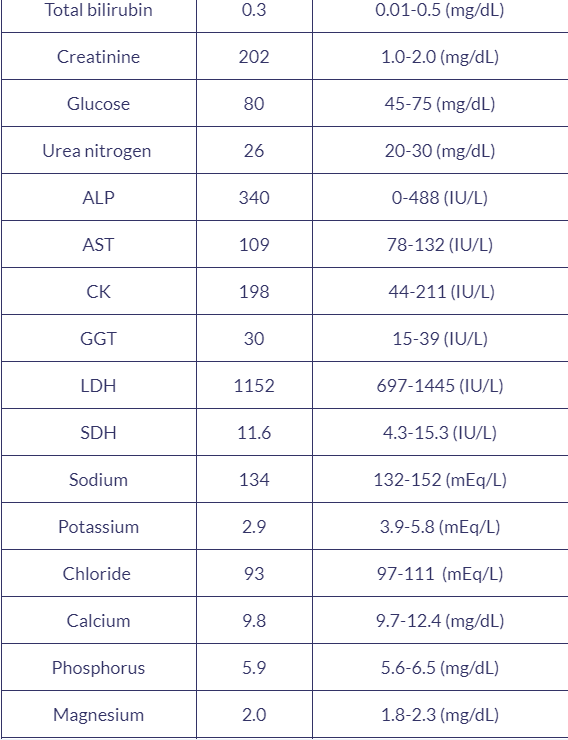 Total bilirubin 0.3 0.01-0.5 (mg/dL)
Creatinine 202 1.0-2.0 (mg/dL)
Glucose 80 45-75 (mg/dL)
Urea nitrogen 26 20-30 (mg/dL)
ALP 340 0-488 (IU/L)
AST 109 78-132 (IU/L)
CK 198 44-211 (IU/L)
GGT 30 15-39 (IU/L)
LDH 1152 697-1445 (IU/L)
SDH 11.6 4.3-15.3 (IU/L)
Sodium 134 132-152 (mEq/L)
Potassium 2.9 3.9-5.8 (mEq/L)
Chloride 93 97-111 (mEq/L)
Calcium 9.8 9.7-12.4 (mg/dL)
Phosphorus 5.9 5.6-6.5 (mg/dL)
Magnesium 2.0 1.8-2.3 (mg/dL)